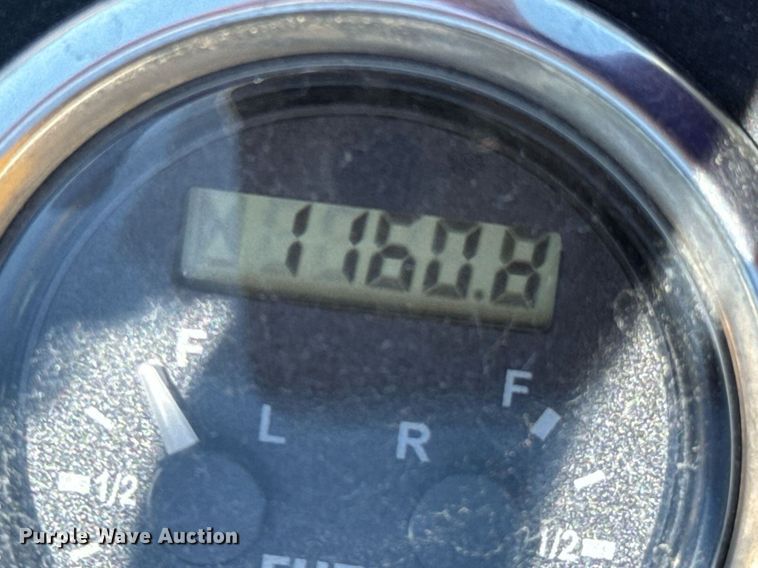 1160.8
F
F
L
R
1/2
1/2
Purple Wave Auction